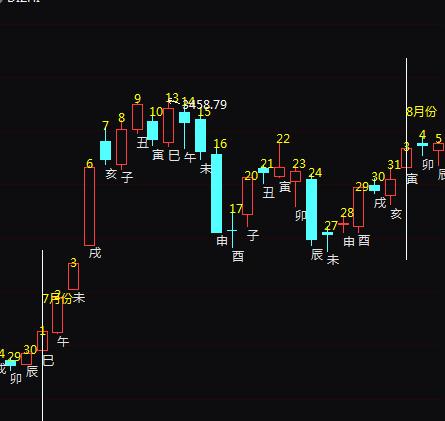 DIZHI
3458.79
8月份
7月份
4 29 30 1 2 3 6 7 8 9 10 13 14 15 16 17 20 21 22 23 24 27 28 29 30 31 3 4 5
戌 卯 辰 巳 午 未 戌 亥 子 丑 寅 巳 午 未 申 酉 子 丑 寅 卯 辰 未 申 酉 戌 亥 寅 卯 辰